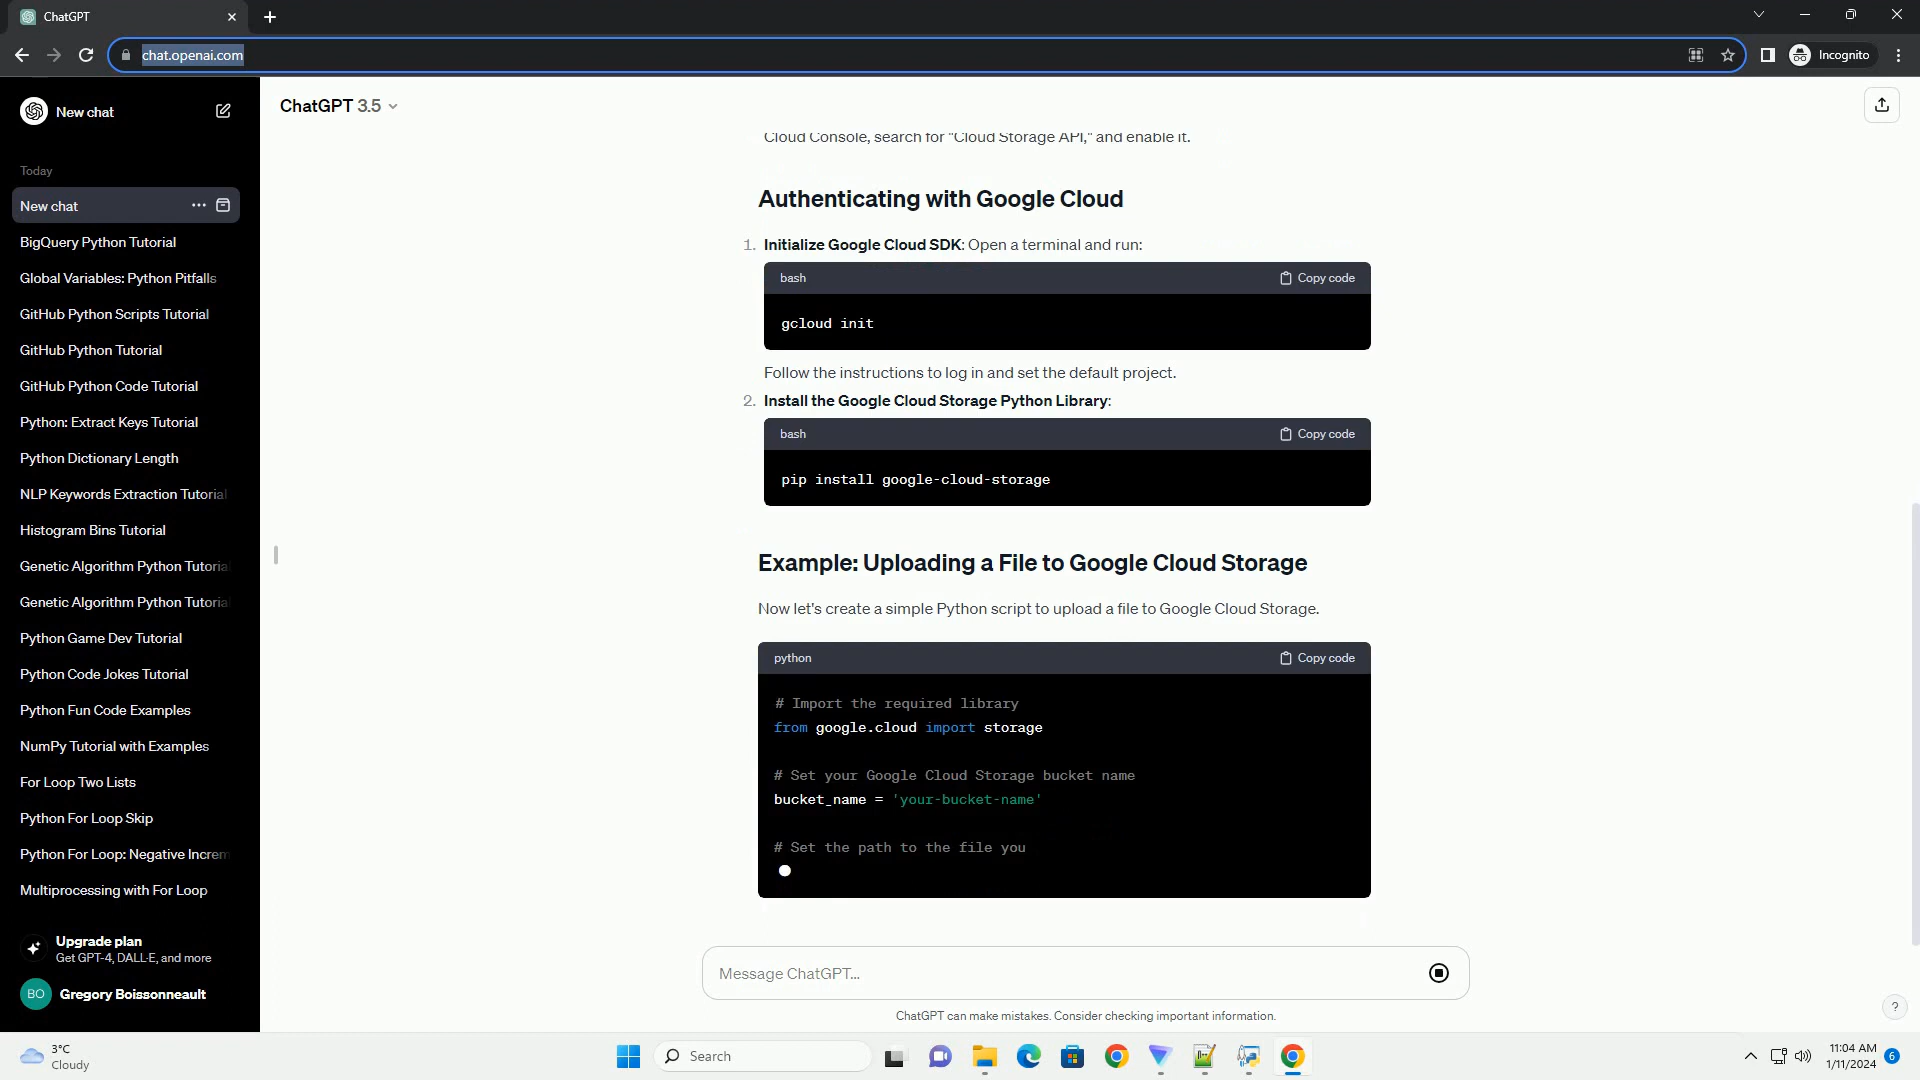 ChatGPT
chat.openai.com
Incognito
New chat
Today
New chat
BigQuery Python Tutorial
Global Variables: Python Pitfalls
GitHub Python Scripts Tutorial
GitHub Python Tutorial
GitHub Python Code Tutorial
Python: Extract Keys Tutorial
Python Dictionary Length
NLP Keywords Extraction Tutorial
Histogram Bins Tutorial
Genetic Algorithm Python Tutoria
Genetic Algorithm Python Tutoria
Python Game Dev Tutorial
Python Code Jokes Tutorial
Python Fun Code Examples
NumPy Tutorial with Examples
For Loop Two Lists
Python For Loop Skip
Python For Loop: Negative Increm
Multiprocessing with For Loop
Upgrade plan
Get GPT-4, DALL·E, and more
BO
Gregory Boissonneault
ChatGPT 3.5
Cloud Console, search for "Cloud Storage API," and enable it.
Authenticating with Google Cloud
1. Initialize Google Cloud SDK: Open a terminal and run:
bash Copy code
gcloud init
Follow the instructions to log in and set the default project.
2. Install the Google Cloud Storage Python Library:
bash Copy code
pip install google-cloud-storage
Example: Uploading a File to Google Cloud Storage
Now let's create a simple Python script to upload a file to Google Cloud Storage.
python Copy code
# Import the required library
from google.cloud import storage
# Set your Google Cloud Storage bucket name
bucket_name = 'your-bucket-name'
# Set the path to the file you
Message ChatGPT...
ChatGPT can make mistakes. Consider checking important information.
?
3°C
Cloudy
Search
11:04 AM
1/11/2024
6